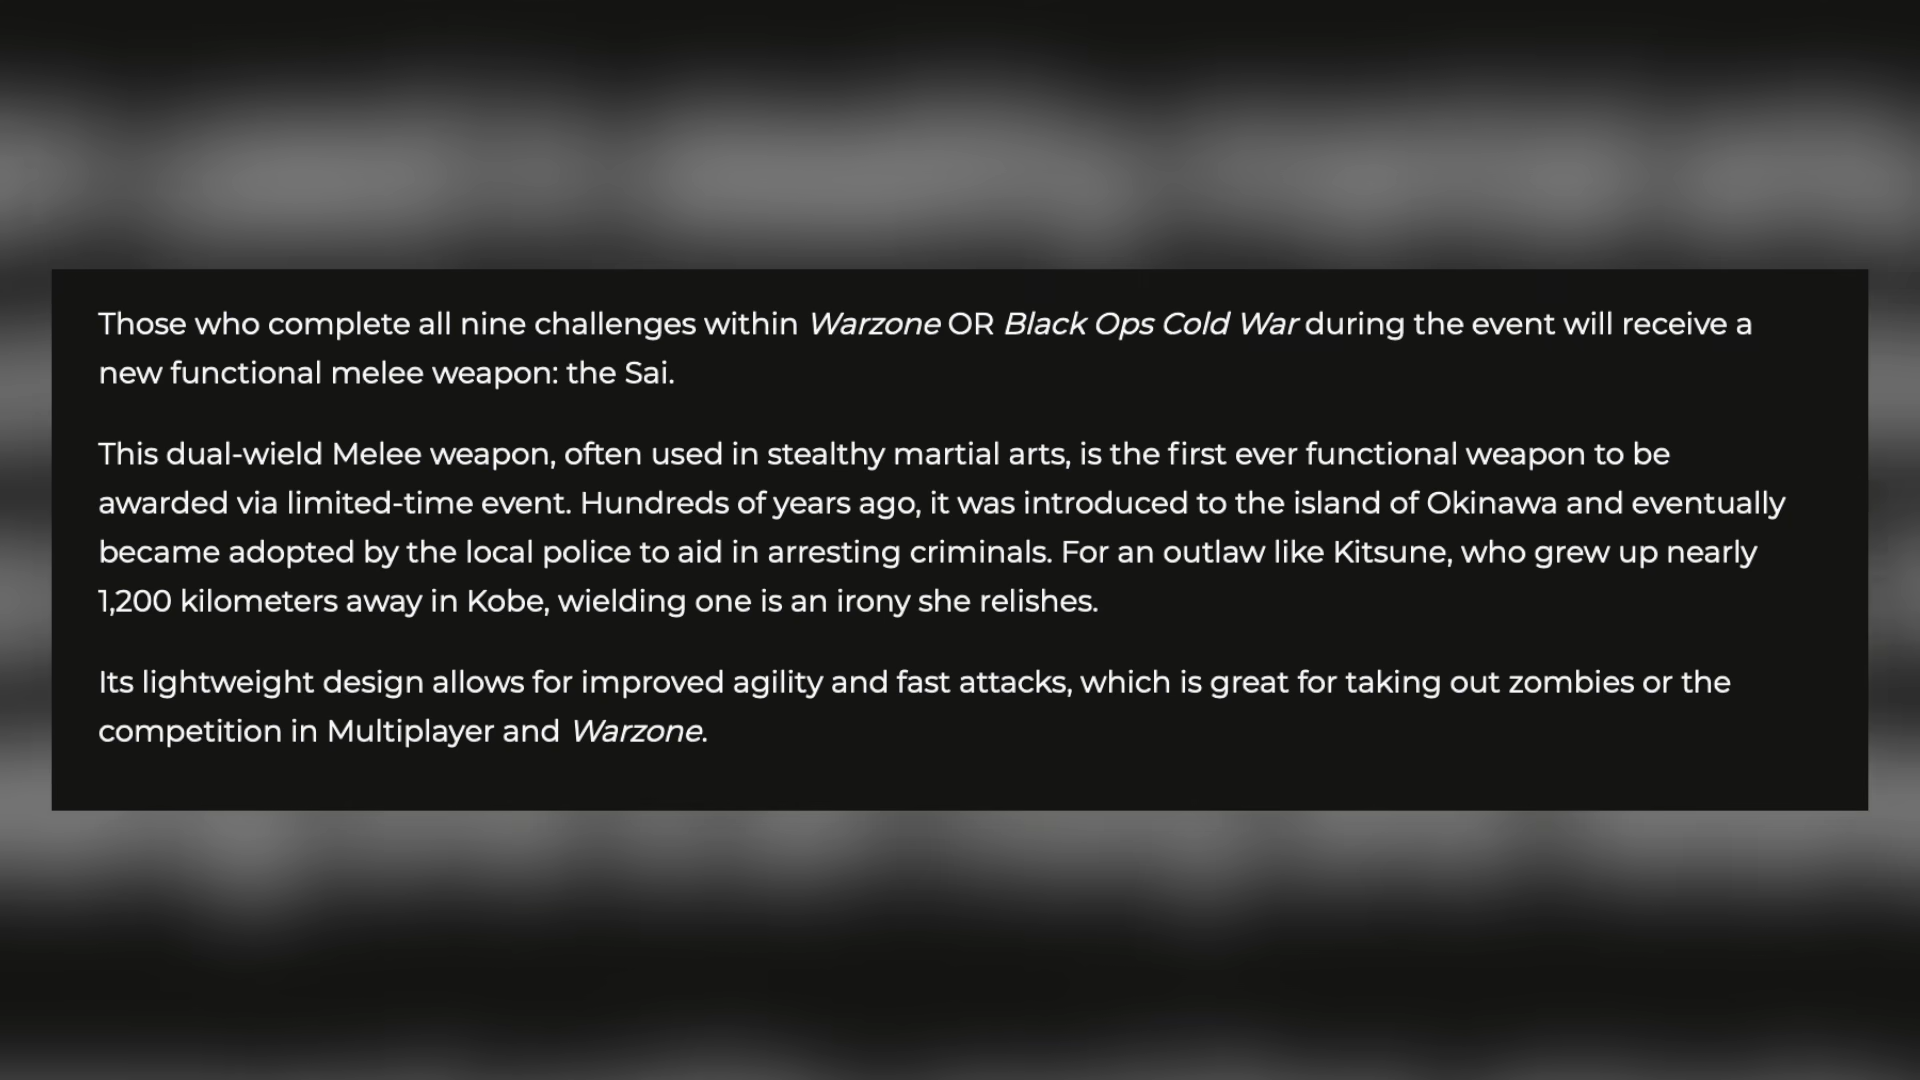 Those who complete all nine challenges within Warzone OR Black Ops Cold War during the event will receive a
new functional melee weapon: the Sai.
This dual-wield Melee weapon, often used in stealthy martial arts, is the first ever functional weapon to be
awarded via limited-time event. Hundreds of years ago, it was introduced to the island of Okinawa and eventually
became adopted by the local police to aid in arresting criminals. For an outlaw like Kitsune, who grew up nearly
1,200 kilometers away in Kobe, wielding one is an irony she relishes.
Its lightweight design allows for improved agility and fast attacks, which is great for taking out zombies or the
competition in Multiplayer and Warzone.